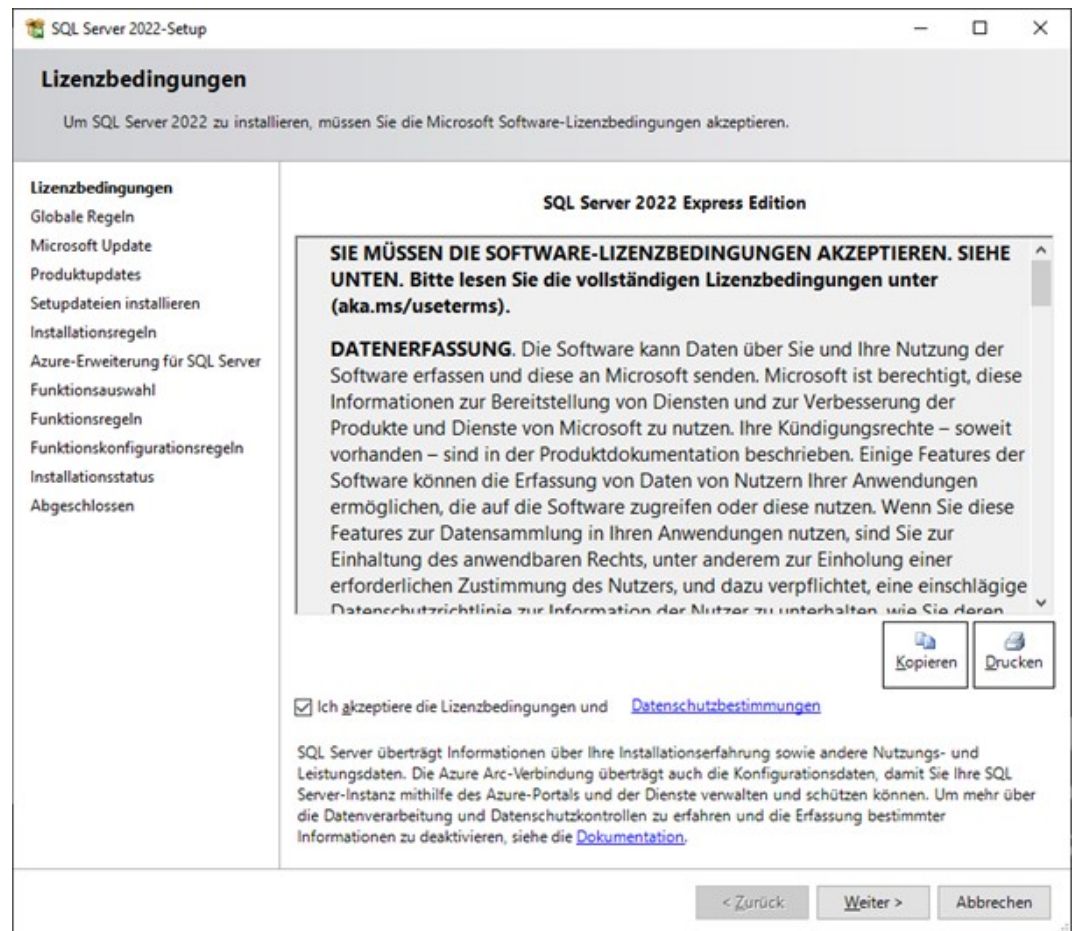 SQL Server 2022-Setup
Lizenzbedingungen
Um SQL Server 2022 zu installieren, müssen Sie die Microsoft Software-Lizenzbedingungen akzeptieren.
Lizenzbedingungen
Globale Regeln
Microsoft Update
Produktupdates
Setupdateien installieren
Installationsregeln
Azure-Erweiterung für SQL Server
Funktionsauswahl
Funktionsregeln
Funktionskonfigurationsregeln
Installationsstatus
Abgeschlossen
SQL Server 2022 Express Edition
SIE MÜSSEN DIE SOFTWARE-LIZENZBEDINGUNGEN AKZEPTIEREN. SIEHE
UNTEN. Bitte lesen Sie die vollständigen Lizenzbedingungen unter
(aka.ms/useterms).
DATENERFASSUNG. Die Software kann Daten über Sie und Ihre Nutzung der
Software erfassen und diese an Microsoft senden. Microsoft ist berechtigt, diese
Informationen zur Bereitstellung von Diensten und zur Verbesserung der
Produkte und Dienste von Microsoft zu nutzen. Ihre Kündigungsrechte – soweit
vorhanden – sind in der Produktdokumentation beschrieben. Einige Features der
Software können die Erfassung von Daten von Nutzern Ihrer Anwendungen
ermöglichen, die auf die Software zugreifen oder diese nutzen. Wenn Sie diese
Features zur Datensammlung in Ihren Anwendungen nutzen, sind Sie zur
Einhaltung des anwendbaren Rechts, unter anderem zur Einholung einer
erforderlichen Zustimmung des Nutzers, und dazu verpflichtet, eine einschlägige
Datenschutzrichtlinie zur Information der Nutzer zu unterhalten, wie Sie deren
Kopieren
Drucken
Ich akzeptiere die Lizenzbedingungen und Datenschutzbestimmungen
SQL Server überträgt Informationen über Ihre Installationserfahrung sowie andere Nutzungs- und
Leistungsdaten. Die Azure Arc-Verbindung überträgt auch die Konfigurationsdaten, damit Sie Ihre SQL
Server-Instanz mithilfe des Azure-Portals und der Dienste verwalten und schützen können. Um mehr über
die Datenverarbeitung und Datenschutzkontrollen zu erfahren und die Erfassung bestimmter
Informationen zu deaktivieren, siehe die Dokumentation.
< Zurück
Weiter >
Abbrechen